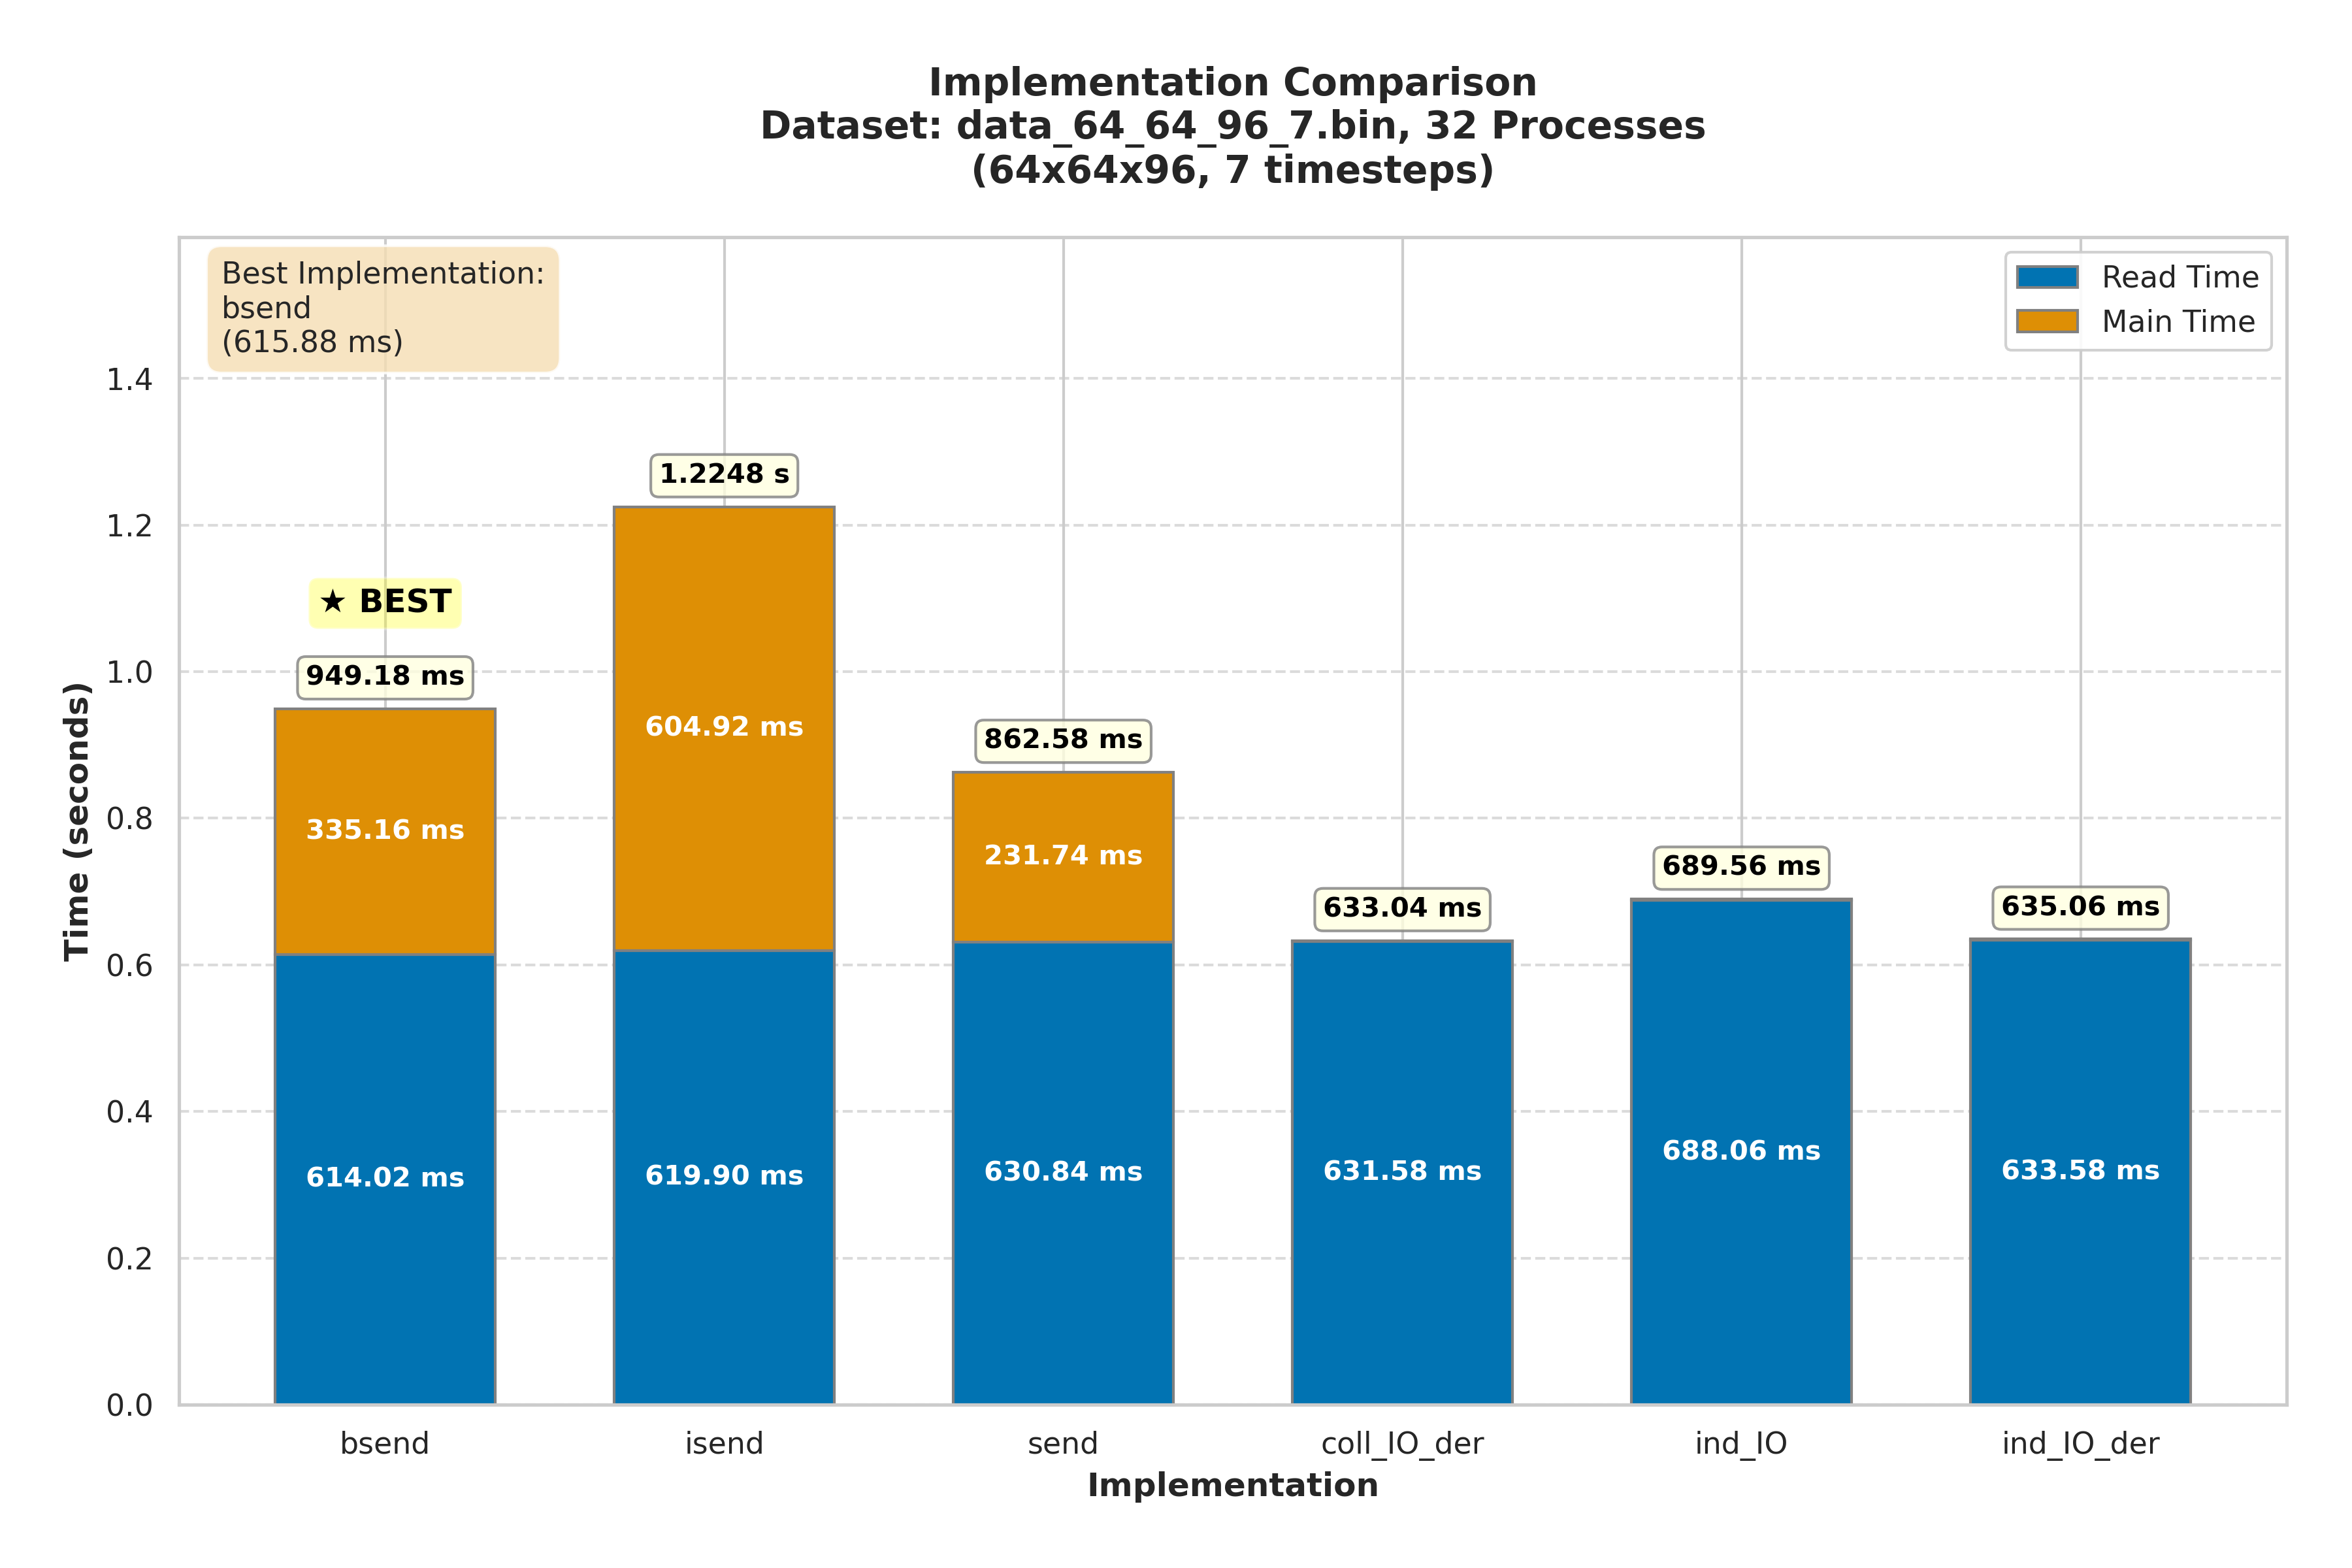 Implementation Comparison
Dataset: data_64_64_96_7.bin, 32 Processes
(64x64x96, 7 timesteps)
Best Implementation:
bsend
(615.88 ms)
Read Time
Main Time
Time (seconds)
1.4
1.2
1.0
0.8
0.6
0.4
0.2
0.0
★ BEST
949.18 ms
335.16 ms
614.02 ms
1.2248 s
604.92 ms
619.90 ms
862.58 ms
231.74 ms
630.84 ms
633.04 ms
631.58 ms
689.56 ms
688.06 ms
635.06 ms
633.58 ms
bsend
isend
send
coll_IO_der
ind_IO
ind_IO_der
Implementation